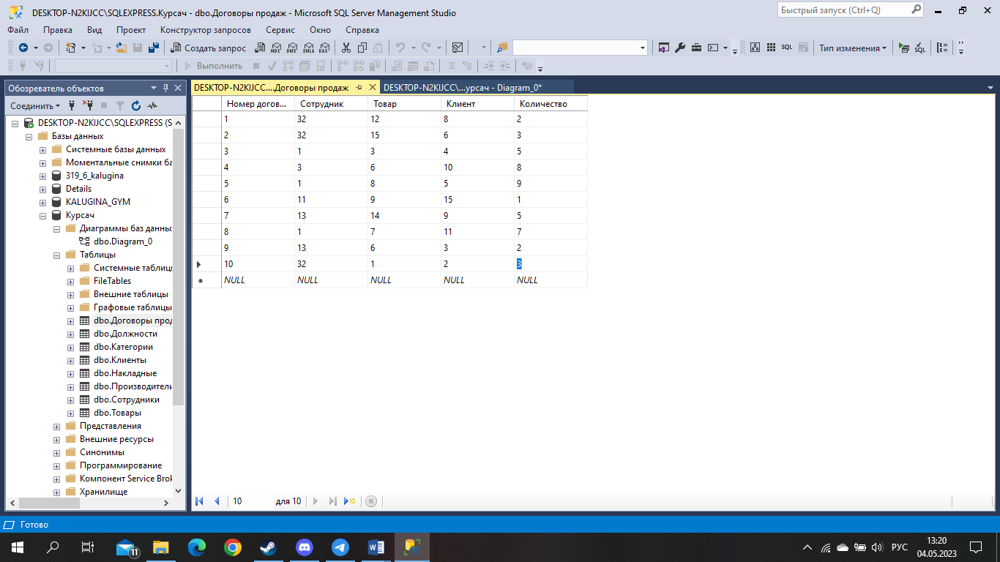 DESKTOP-N2KIJCC\SQLEXPRESS.Курсач - dbo.Договоры продаж - Microsoft SQL Server Management Studio
Быстрый запуск (Ctrl+Q)
Файл Правка Вид Проект Конструктор запросов Сервис Окно Справка
Создать запрос MDX DMX XMLA DAX SQL Тип изменения SQL
Выполнить
Обозреватель объектов
Соединить
DESKTOP-N2KIJCC\SQLEXPRESS (S
Базы данных
Системные базы данных
Моментальные снимки ба
319_6_kalugina
Details
KALUGINA_GYM
Курсач
Диаграммы баз данны
dbo.Diagram_0
Таблицы
Системные таблиц
FileTables
Внешние таблицы
Графовые таблицы
dbo.Договоры прод
dbo.Должности
dbo.Категории
dbo.Клиенты
dbo.Накладные
dbo.Производители
dbo.Сотрудники
dbo.Товары
Представления
Внешние ресурсы
Синонимы
Программирование
Компонент Service Brok
Хранилище
DESKTOP-N2KIJCC....Договоры продаж DESKTOP-N2KIJCC\...урсач - Diagram_0*
Номер догов... Сотрудник Товар Клиент Количество
1 32 12 8 2
2 32 15 6 3
3 1 3 4 5
4 3 6 10 8
5 1 8 5 9
6 11 9 15 1
7 13 14 9 5
8 1 7 11 7
9 13 6 3 2
10 32 1 2 3
NULL NULL NULL NULL NULL
10 для 10
Готово
11
РУС
13:20
04.05.2023